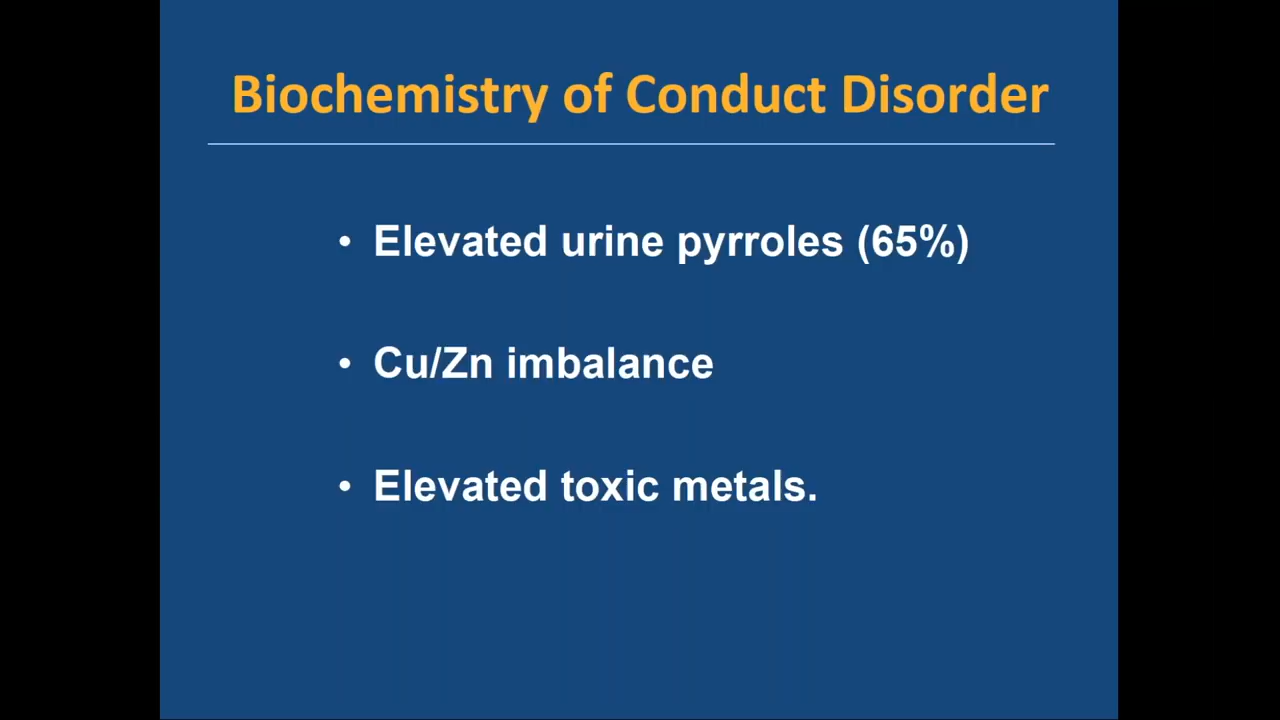 Biochemistry of Conduct Disorder
• Elevated urine pyrroles (65%)
• Cu/Zn imbalance
• Elevated toxic metals.